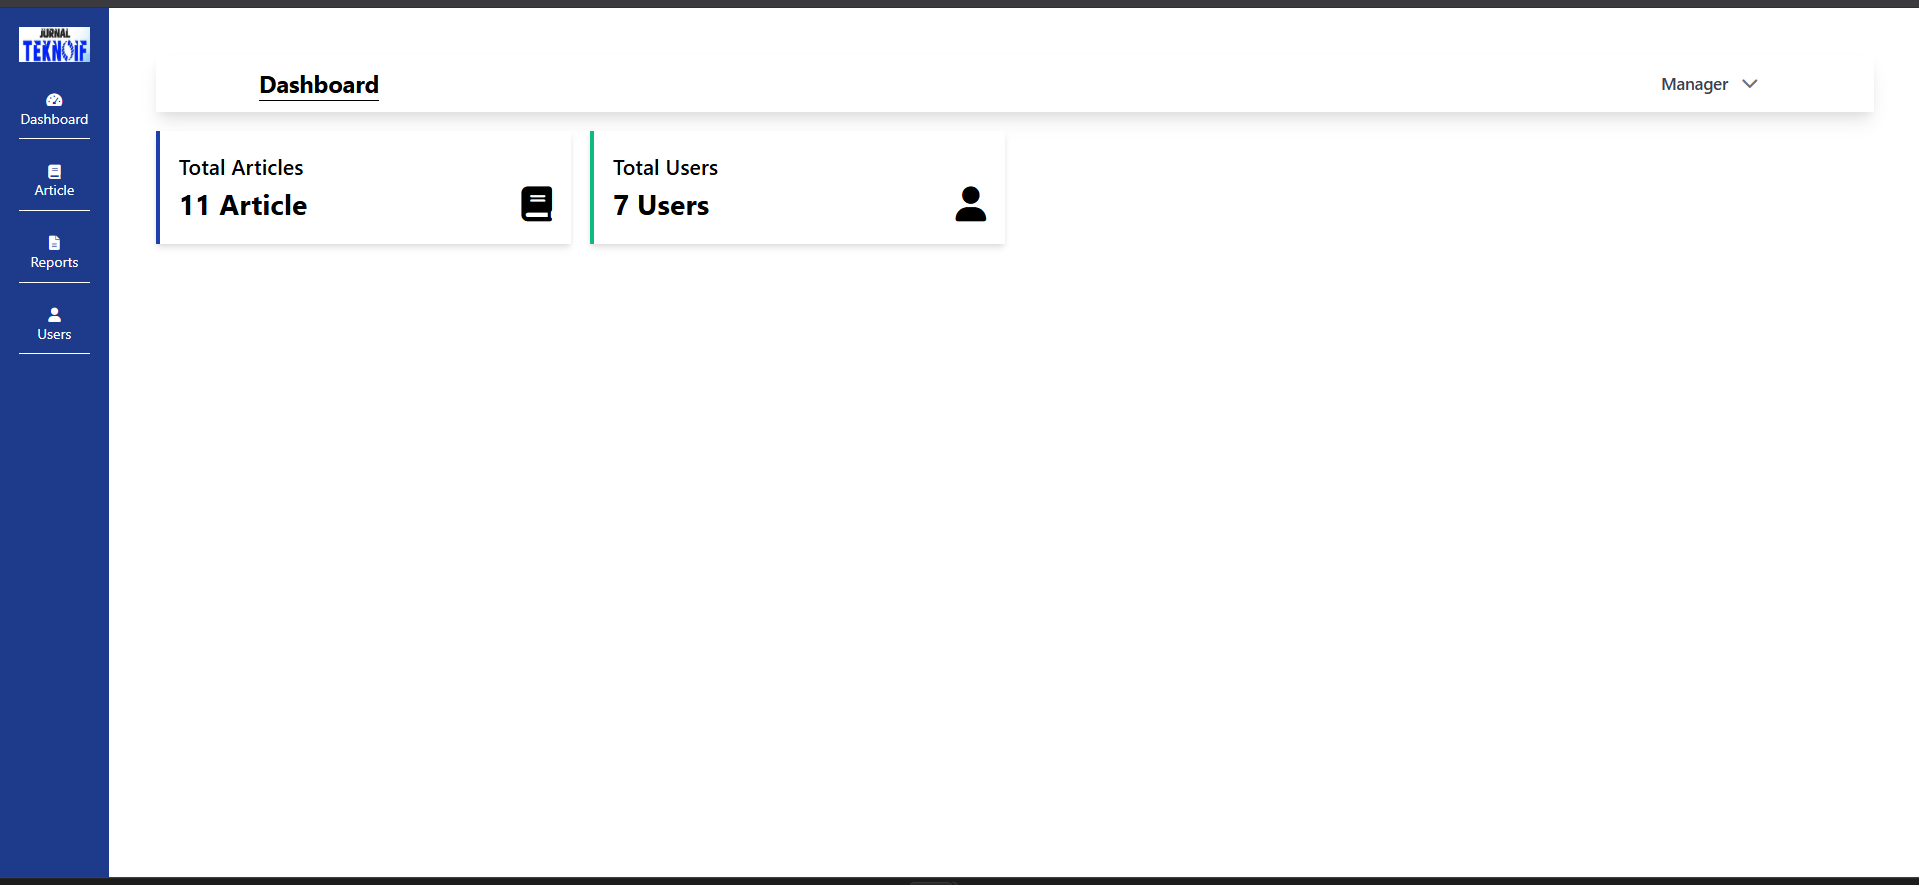 JURNAL
TEKNOIF
Dashboard
Article
Reports
Users
Dashboard
Manager
Total Articles
11 Article
Total Users
7 Users